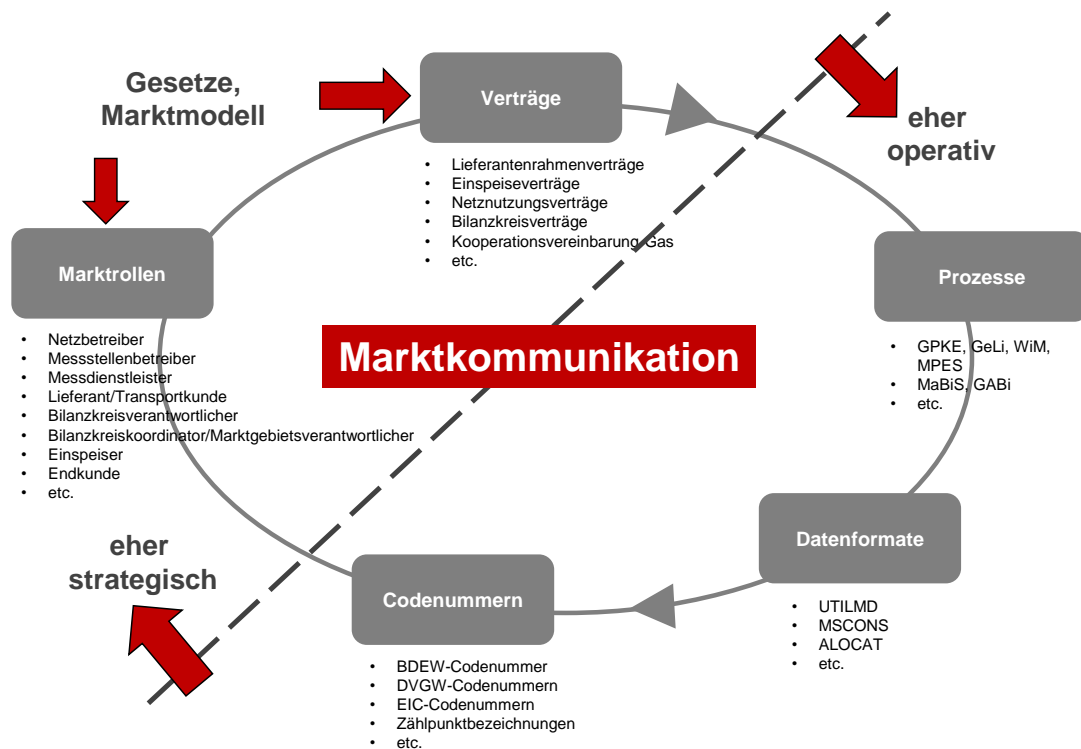 Gesetze,
Marktmodell
Verträge
• Lieferantenrahmenverträge
• Einspeiseverträge
• Netznutzungsverträge
• Bilanzkreisverträge
• Kooperationsvereinbarung Gas
• etc.
eher
operativ
Marktrollen
• Netzbetreiber
• Messstellenbetreiber
• Messdienstleister
• Lieferant/Transportkunde
• Bilanzkreisverantwortlicher
• Bilanzkreiskoordinator/Marktgebietsverantwortlicher
• Einspeiser
• Endkunde
• etc.
Marktkommunikation
Prozesse
• GPKE, GeLi, WiM,
MPES
• MaBiS, GABi
• etc.
eher
strategisch
Codenummern
• BDEW-Codenummer
• DVGW-Codenummern
• EIC-Codenummern
• Zählpunktbezeichnungen
• etc.
Datenformate
• UTILMD
• MSCONS
• ALOCAT
• etc.